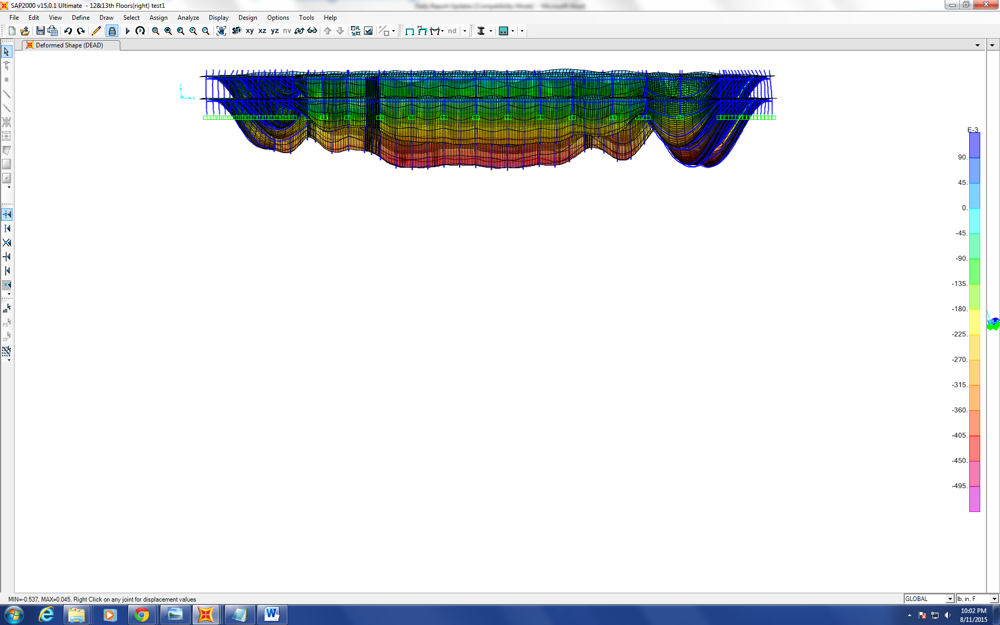 SAP2000 v15.0.1 Ultimate - 12&13th Floors(right) test1
Daily Report Updates [Compatibility Mode] - Microsoft Word
File Edit View Define Draw Select Assign Analyze Display Design Options Tools Help
3D xy xz yz nv nd
Deformed Shape (DEAD)
Z
X
E-3
90.
45.
0.
-45.
-90.
-135.
-180.
-225.
-270.
-315.
-360.
-405.
-450.
-495.
all
PS
clr
MIN=-0.537, MAX=0.045, Right Click on any joint for displacement values
GLOBAL
lb, in, F
10:02 PM
8/11/2015